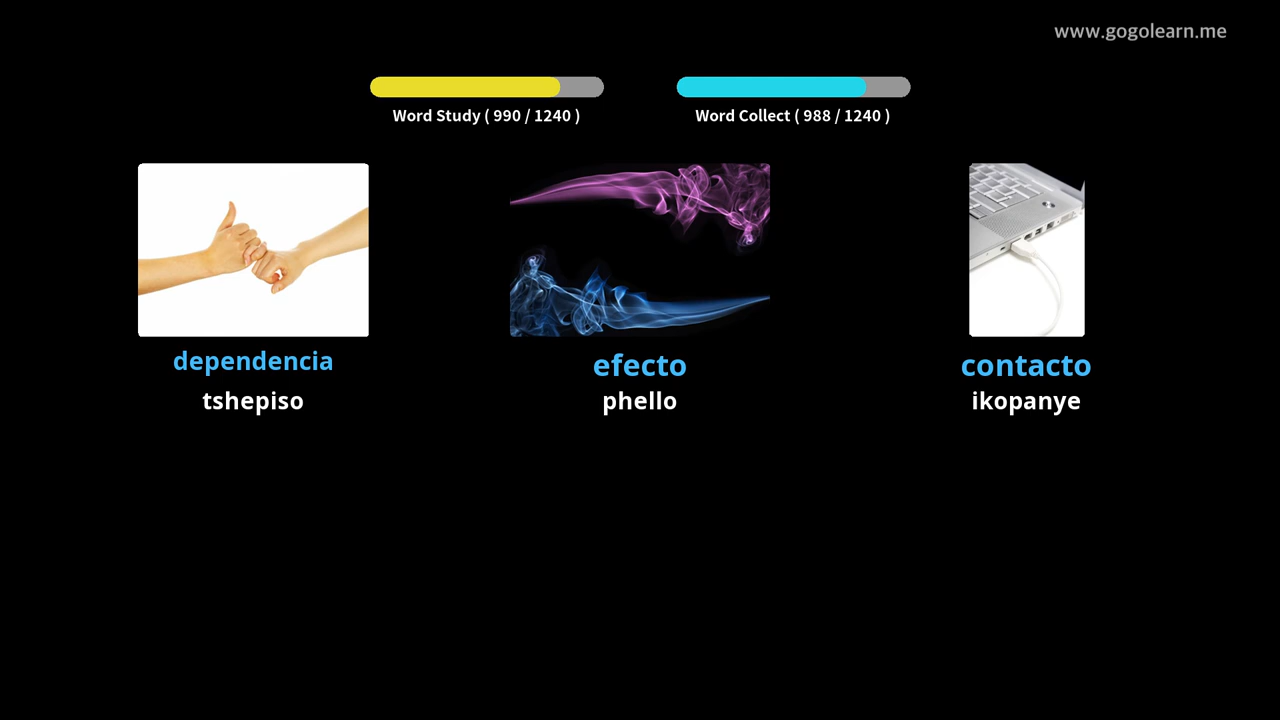 www.gogolearn.me
Word Study ( 990 / 1240 )
Word Collect ( 988 / 1240 )
dependencia
tshepiso
efecto
phello
contacto
ikopanye